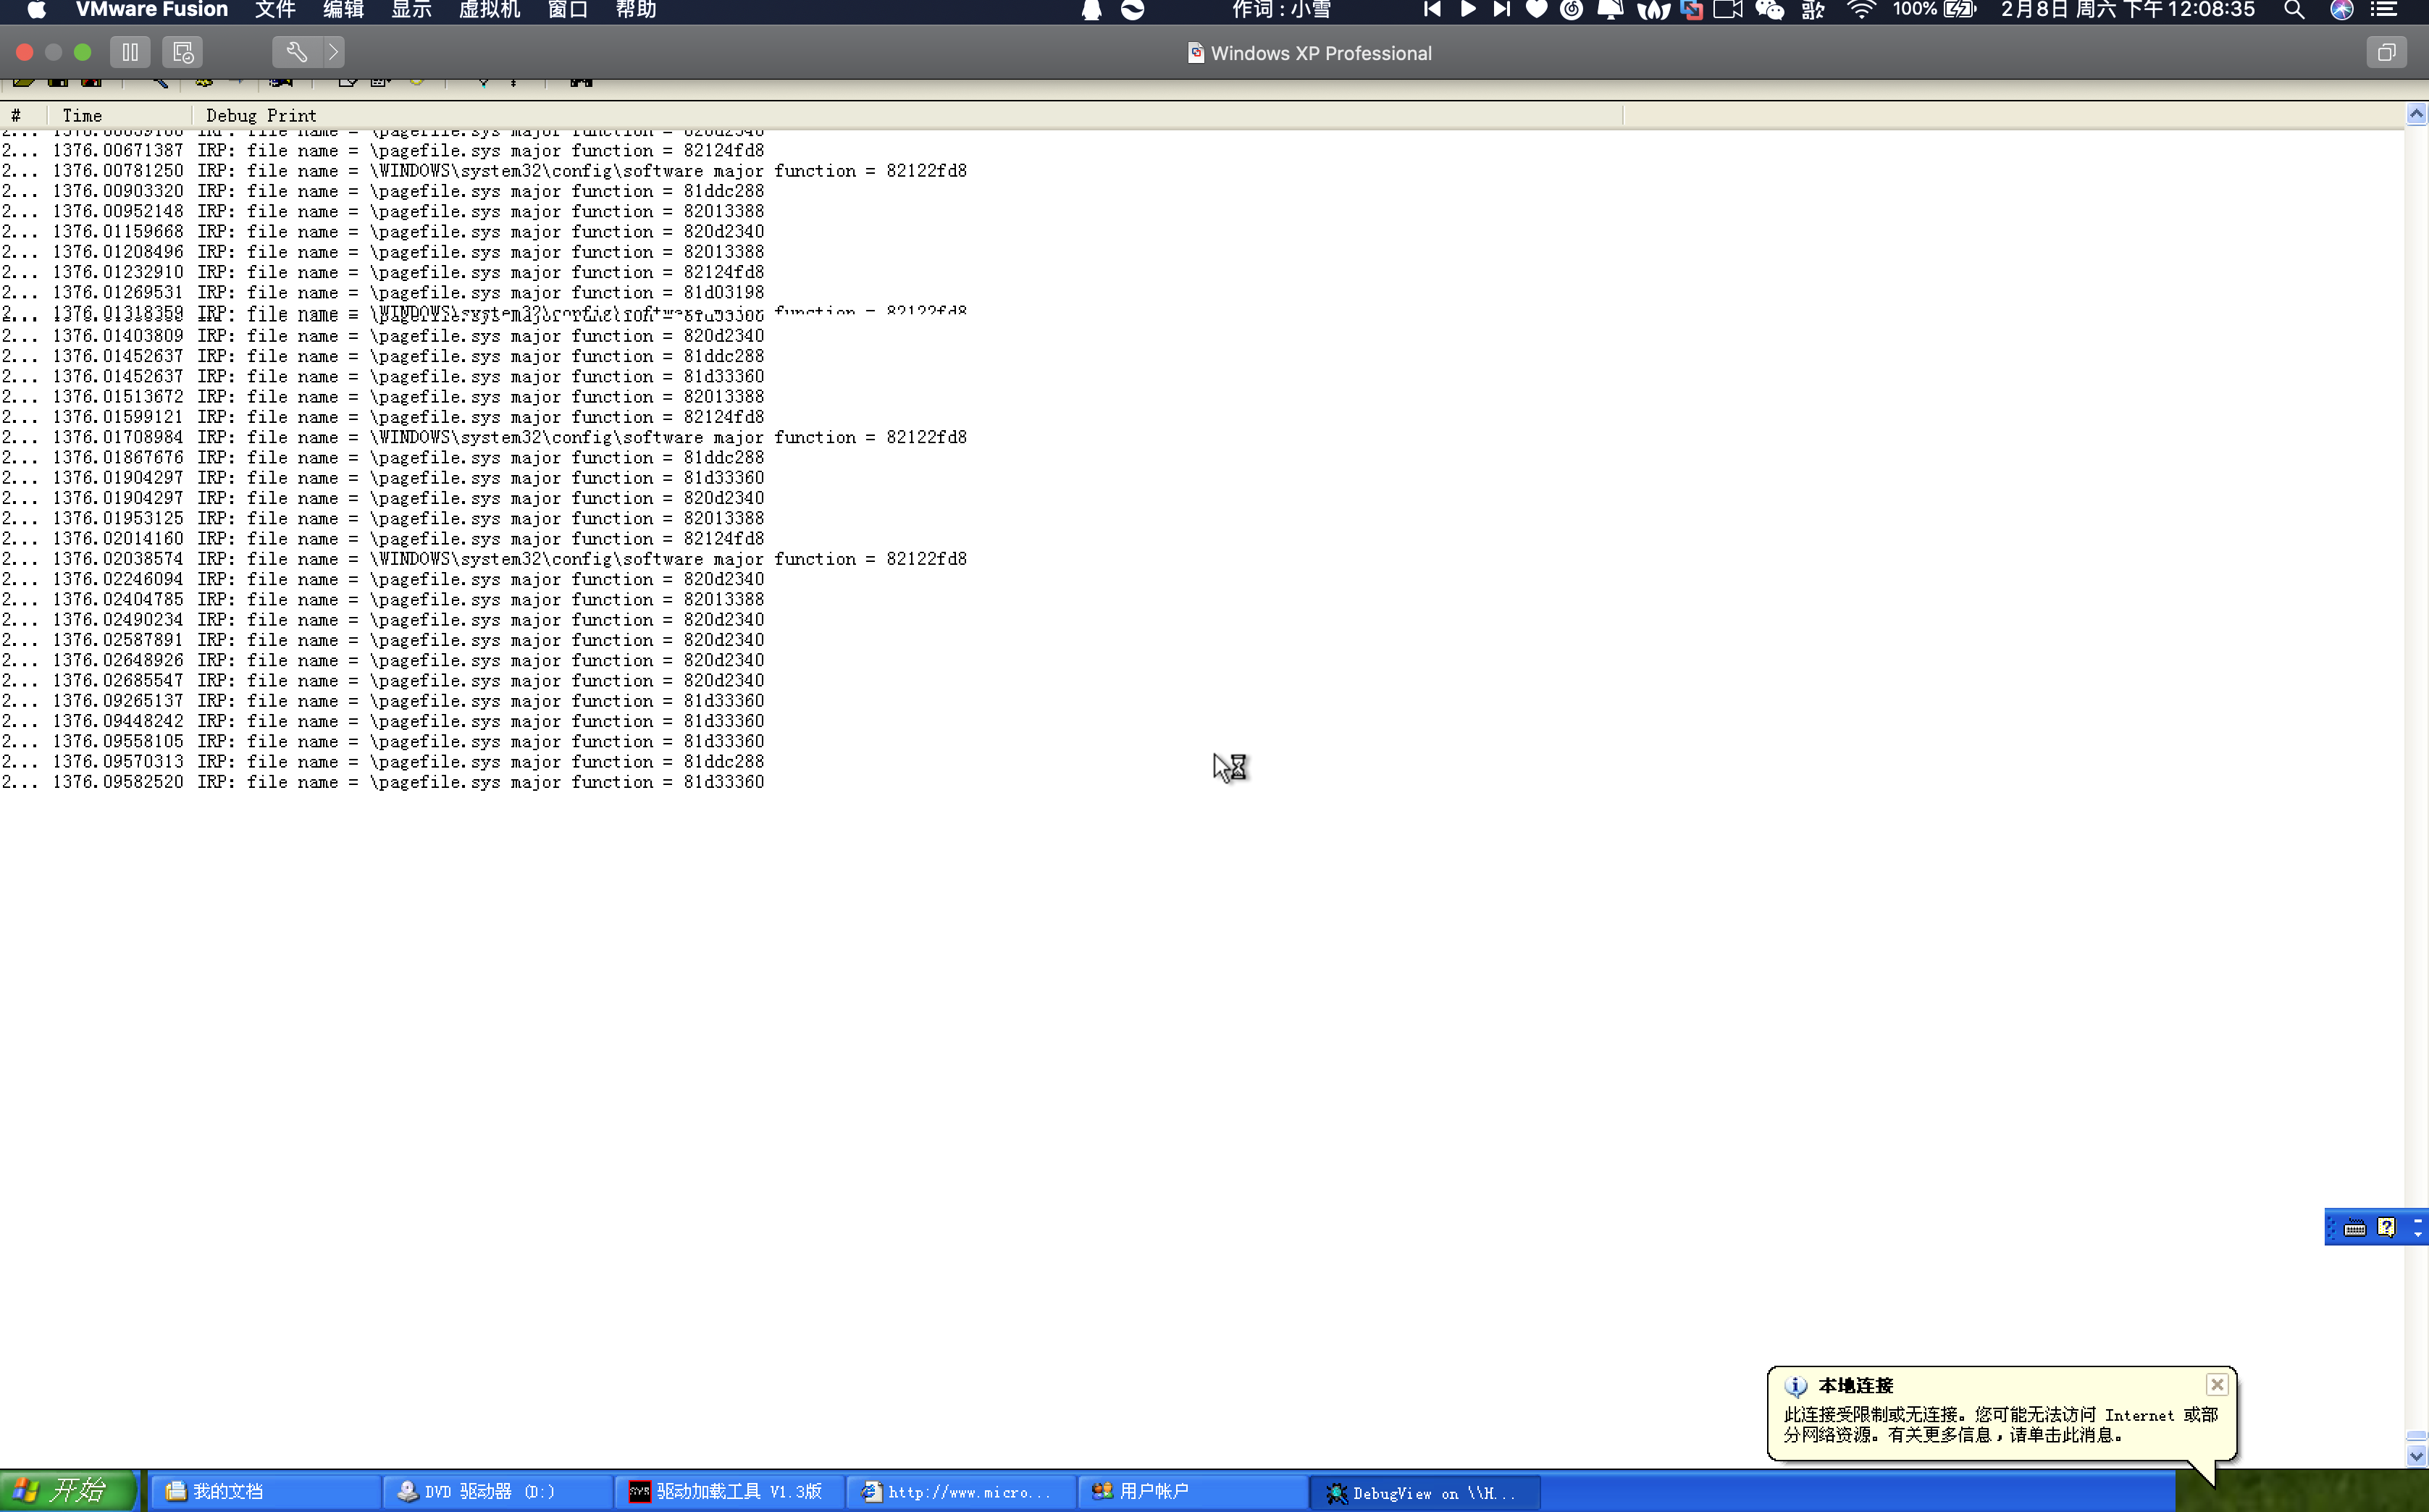 VMware Fusion 文件 编辑 显示 虚拟机 窗口 帮助 作词 : 小雪 歌 100% 2月8日 周六 下午12:08:35
Windows XP Professional
# Time Debug Print
2... 1376.00671387 IRP: file name = \pagefile.sys major function = 82124fd8
2... 1376.00781250 IRP: file name = \WINDOWS\system32\config\software major function = 82122fd8
2... 1376.00903320 IRP: file name = \pagefile.sys major function = 81ddc288
2... 1376.00952148 IRP: file name = \pagefile.sys major function = 82013388
2... 1376.01159668 IRP: file name = \pagefile.sys major function = 820d2340
2... 1376.01208496 IRP: file name = \pagefile.sys major function = 82013388
2... 1376.01232910 IRP: file name = \pagefile.sys major function = 82124fd8
2... 1376.01269531 IRP: file name = \pagefile.sys major function = 81d03198
2... 1376.01318359 IRP: file name =
2... 1376.01403809 IRP: file name = \pagefile.sys major function = 820d2340
2... 1376.01452637 IRP: file name = \pagefile.sys major function = 81ddc288
2... 1376.01452637 IRP: file name = \pagefile.sys major function = 81d33360
2... 1376.01513672 IRP: file name = \pagefile.sys major function = 82013388
2... 1376.01599121 IRP: file name = \pagefile.sys major function = 82124fd8
2... 1376.01708984 IRP: file name = \WINDOWS\system32\config\software major function = 82122fd8
2... 1376.01867676 IRP: file name = \pagefile.sys major function = 81ddc288
2... 1376.01904297 IRP: file name = \pagefile.sys major function = 81d33360
2... 1376.01904297 IRP: file name = \pagefile.sys major function = 820d2340
2... 1376.01953125 IRP: file name = \pagefile.sys major function = 82013388
2... 1376.02014160 IRP: file name = \pagefile.sys major function = 82124fd8
2... 1376.02038574 IRP: file name = \WINDOWS\system32\config\software major function = 82122fd8
2... 1376.02246094 IRP: file name = \pagefile.sys major function = 820d2340
2... 1376.02404785 IRP: file name = \pagefile.sys major function = 82013388
2... 1376.02490234 IRP: file name = \pagefile.sys major function = 820d2340
2... 1376.02587891 IRP: file name = \pagefile.sys major function = 820d2340
2... 1376.02648926 IRP: file name = \pagefile.sys major function = 820d2340
2... 1376.02685547 IRP: file name = \pagefile.sys major function = 820d2340
2... 1376.09265137 IRP: file name = \pagefile.sys major function = 81d33360
2... 1376.09448242 IRP: file name = \pagefile.sys major function = 81d33360
2... 1376.09558105 IRP: file name = \pagefile.sys major function = 81d33360
2... 1376.09570313 IRP: file name = \pagefile.sys major function = 81ddc288
2... 1376.09582520 IRP: file name = \pagefile.sys major function = 81d33360
本地连接
此连接受限制或无连接。您可能无法访问 Internet 或部
分网络资源。有关更多信息，请单击此消息。
开始 我的文档 DVD 驱动器 (D:) SYS 驱动加载工具 V1.3版 http://www.micro... 用户帐户 DebugView on \\H...